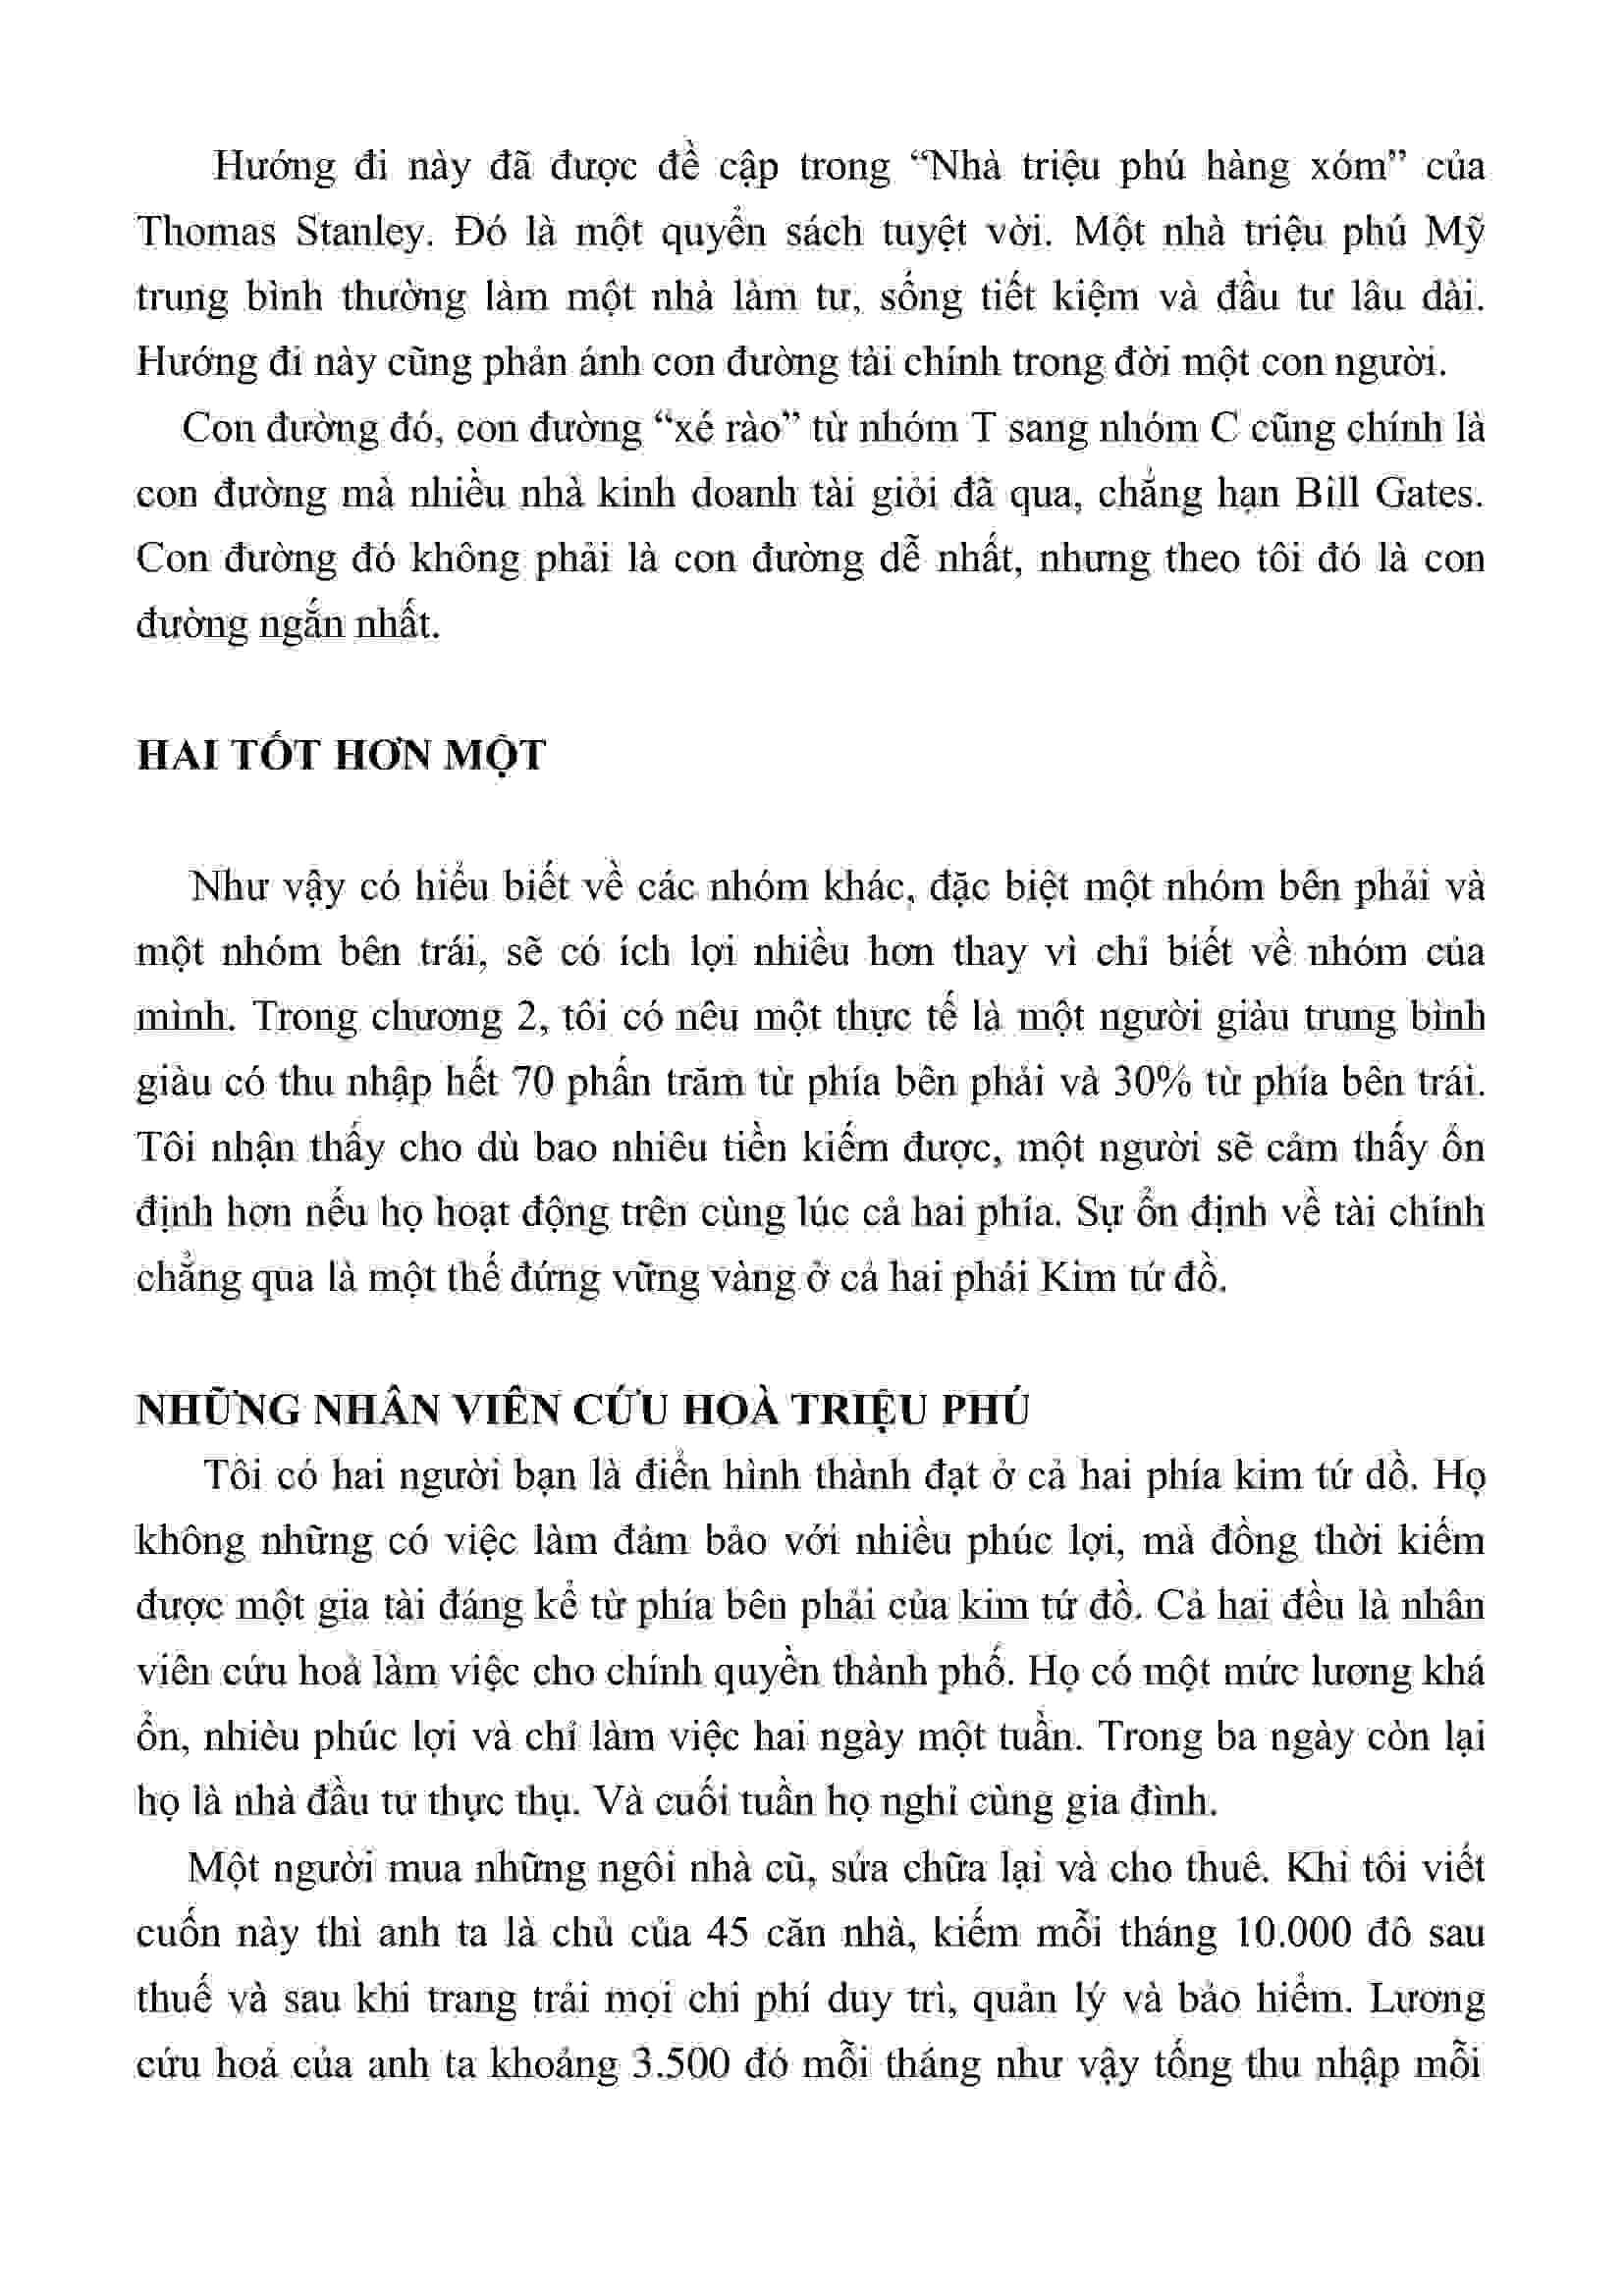 Hướng đi này đã được đề cập trong “Nhà triệu phú hàng xóm” của
Thomas Stanley. Đó là một quyển sách tuyệt vời. Một nhà triệu phú Mỹ
trung bình thường làm một nhà làm tư, sống tiết kiệm và đầu tư lâu dài.
Hướng đi này cũng phản ánh con đường tài chính trong đời một con người.
Con đường đó, con đường “xé rào” từ nhóm T sang nhóm C cũng chính là
con đường mà nhiều nhà kinh doanh tài giỏi đã qua, chẳng hạn Bill Gates.
Con đường đó không phải là con đường dễ nhất, nhưng theo tôi đó là con
đường ngắn nhất.
HAI TỐT HƠN MỘT
Như vậy có hiểu biết về các nhóm khác, đặc biệt một nhóm bên phải và
một nhóm bên trái, sẽ có ích lợi nhiều hơn thay vì chỉ biết về nhóm của
mình. Trong chương 2, tôi có nêu một thực tế là một người giàu trung bình
giàu có thu nhập hết 70 phần trăm từ phía bên phải và 30% từ phía bên trái.
Tôi nhận thấy cho dù bao nhiêu tiền kiếm được, một người sẽ cảm thấy ổn
định hơn nếu họ hoạt động trên cùng lúc cả hai phía. Sự ổn định về tài chính
chẳng qua là một thế đứng vững vàng ở cả hai phái Kim tứ đồ.
NHỮNG NHÂN VIÊN CỨU HOÀ TRIỆU PHÚ
Tôi có hai người bạn là điển hình thành đạt ở cả hai phía kim tứ dồ. Họ
không những có việc làm đảm bảo với nhiều phúc lợi, mà đồng thời kiếm
được một gia tài đáng kể từ phía bên phải của kim tứ đồ. Cả hai đều là nhân
viên cứu hoả làm việc cho chính quyền thành phố. Họ có một mức lương khá
ổn, nhièu phúc lợi và chỉ làm việc hai ngày một tuần. Trong ba ngày còn lại
họ là nhà đầu tư thực thụ. Và cuối tuần họ nghỉ cùng gia đình.
Một người mua những ngôi nhà cũ, sửa chữa lại và cho thuê. Khi tôi viết
cuốn này thì anh ta là chủ của 45 căn nhà, kiếm mỗi tháng 10.000 đô sau
thuế và sau khi trang trải mọi chi phí duy trì, quản lý và bảo hiểm. Lương
cứu hoả của anh ta khoảng 3.500 đó mỗi tháng như vậy tổng thu nhập mỗi